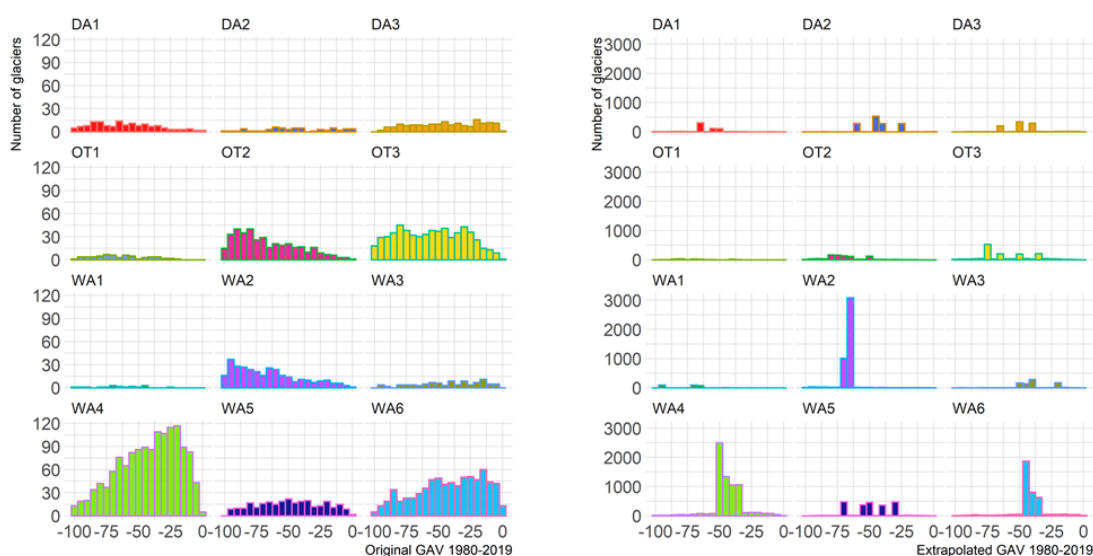 DA1 DA2 DA3
120
90
60
30
0
Number of glaciers
OT1 OT2 OT3
120
90
60
30
0
WA1 WA2 WA3
120
90
60
30
0
WA4 WA5 WA6
120
90
60
30
0
-100 -75 -50 -25 0 -100 -75 -50 -25 0 -100 -75 -50 -25 0
Original GAV 1980-2019
DA1 DA2 DA3
3000
2000
1000
0
Number of glaciers
OT1 OT2 OT3
3000
2000
1000
0
WA1 WA2 WA3
3000
2000
1000
0
WA4 WA5 WA6
3000
2000
1000
0
-100 -75 -50 -25 0 -100 -75 -50 -25 0 -100 -75 -50 -25 0
Extrapolated GAV 1980-2019